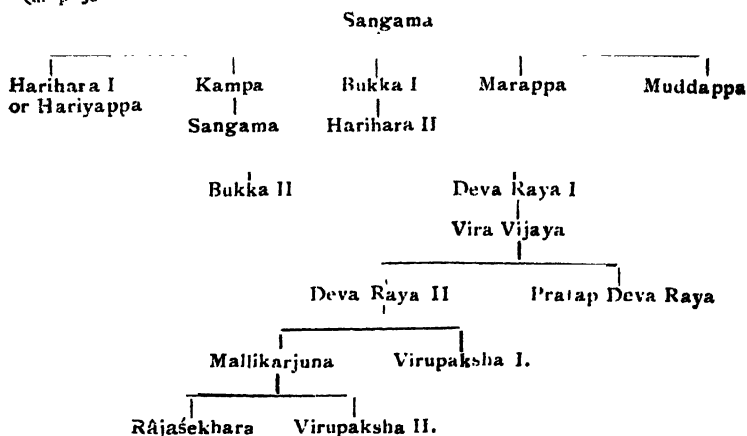 Sangama
Harihara I Kampa Bukka I Marappa Muddappa
or Hariyappa
Sangama Harihara II
Bukka II Deva Raya I
Vira Vijaya
Deva Raya II Pratap Deva Raya
Mallikarjuna Virupaksha I.
Râjaśekhara Virupaksha II.